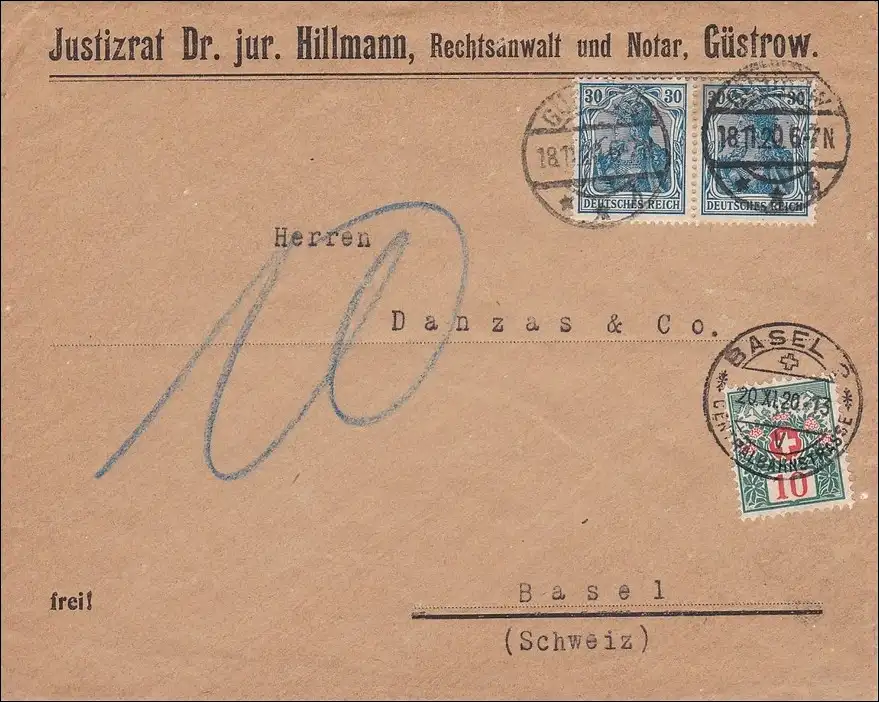 Justizrat Dr. jur. Hillmann, Rechtsanwalt und Notar, Güstrow.
30 30 30
DEUTSCHES REICH DEUTSCHES REICH
18.11.20.6-7N
Herren
10
Danzas & Co.
BASEL
20.XI.20.
CENTRALBAHNSTRASSE
10
frei!
Basel
(Schweiz)